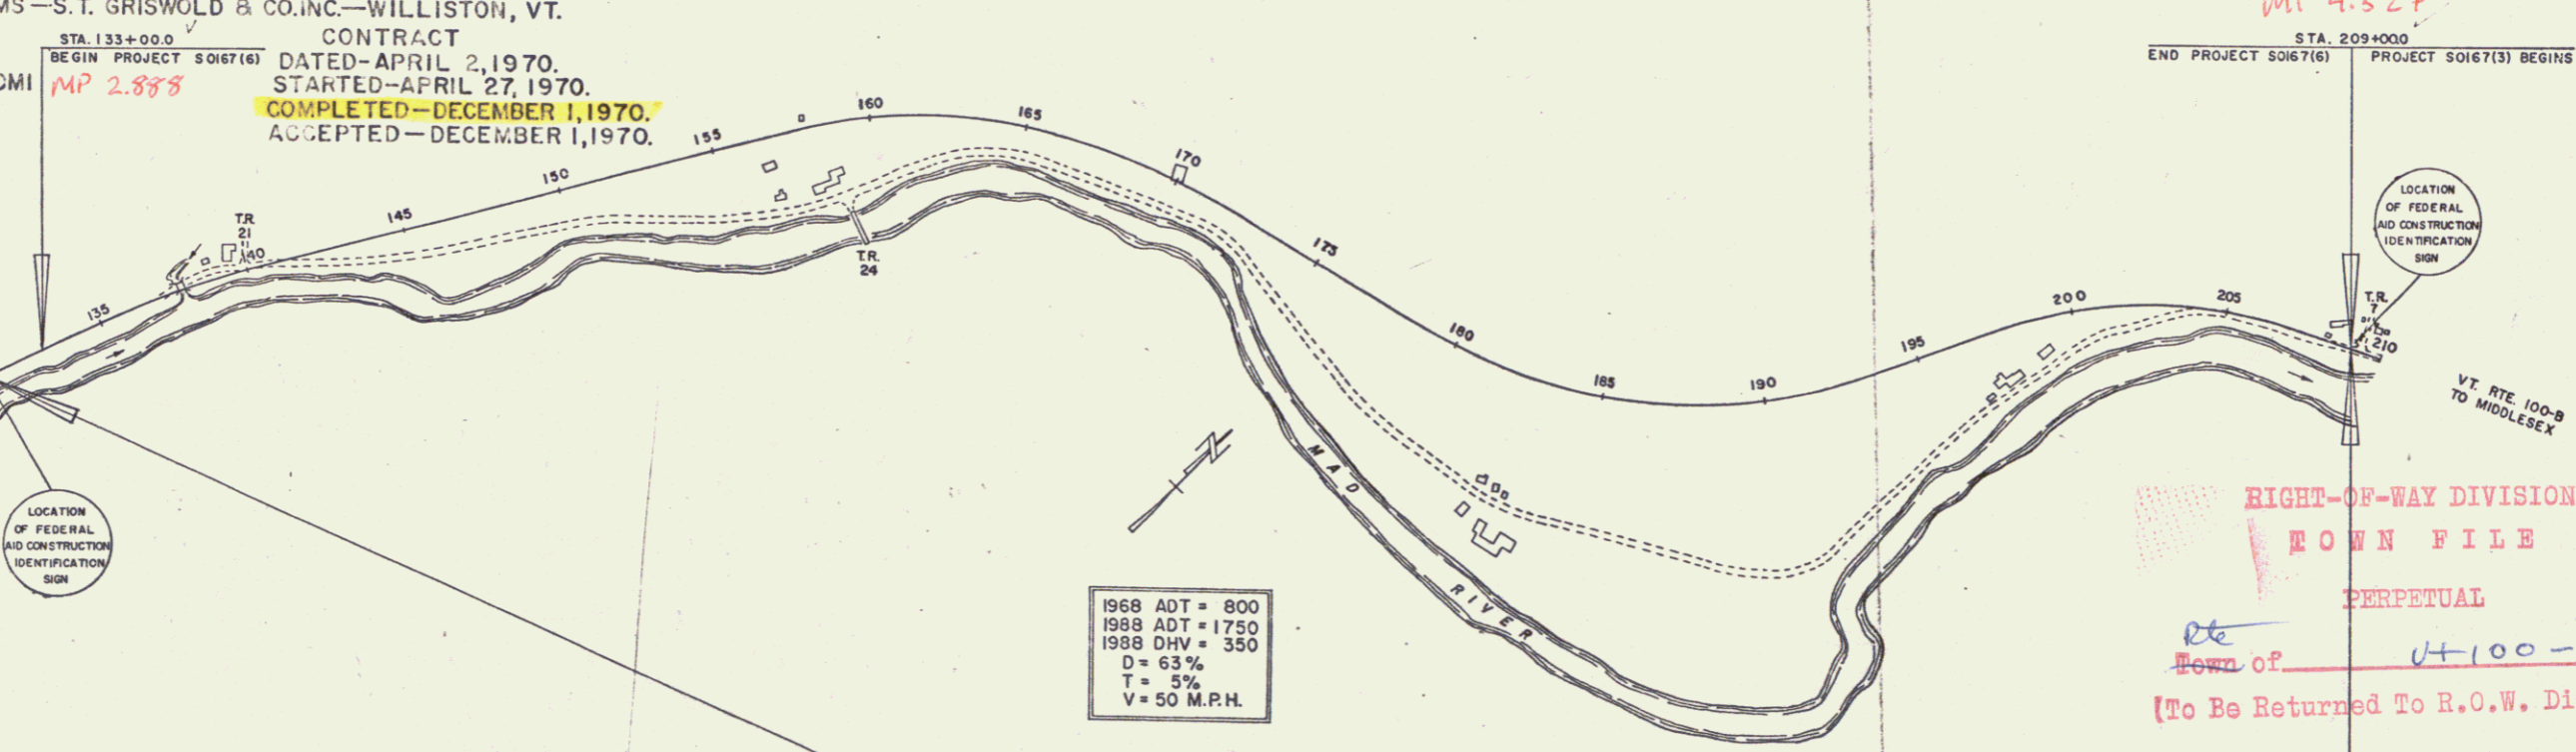 MS—S.T. GRISWOLD & CO.INC.—WILLISTON, VT.
STA. 133+00.0
BEGIN PROJECT S0167(6)
MP 2.888
CONTRACT
DATED-APRIL 2, 1970.
STARTED-APRIL 27, 1970.
COMPLETED—DECEMBER 1, 1970.
ACCEPTED—DECEMBER 1, 1970.
STA. 209+00.0
END PROJECT S0167(6)
PROJECT S0167(3) BEGINS
135
T.R.
21
140
145
150
155
160
165
170
175
180
185
190
195
200
205
210
T.R.
24
T.R.
7
LOCATION
OF FEDERAL
AID CONSTRUCTION
IDENTIFICATION
SIGN
LOCATION
OF FEDERAL
AID CONSTRUCTION
IDENTIFICATION
SIGN
MAD RIVER
VT. RTE. 100-B
TO MIDDLESEX
1968 ADT = 800
1988 ADT = 1750
1988 DHV = 350
D = 63%
T = 5%
V = 50 M.P.H.
RIGHT-OF-WAY DIVISION
TOWN FILE
PERPETUAL
Rte
Town of Vt 100 -
(To Be Returned To R.O.W. Di